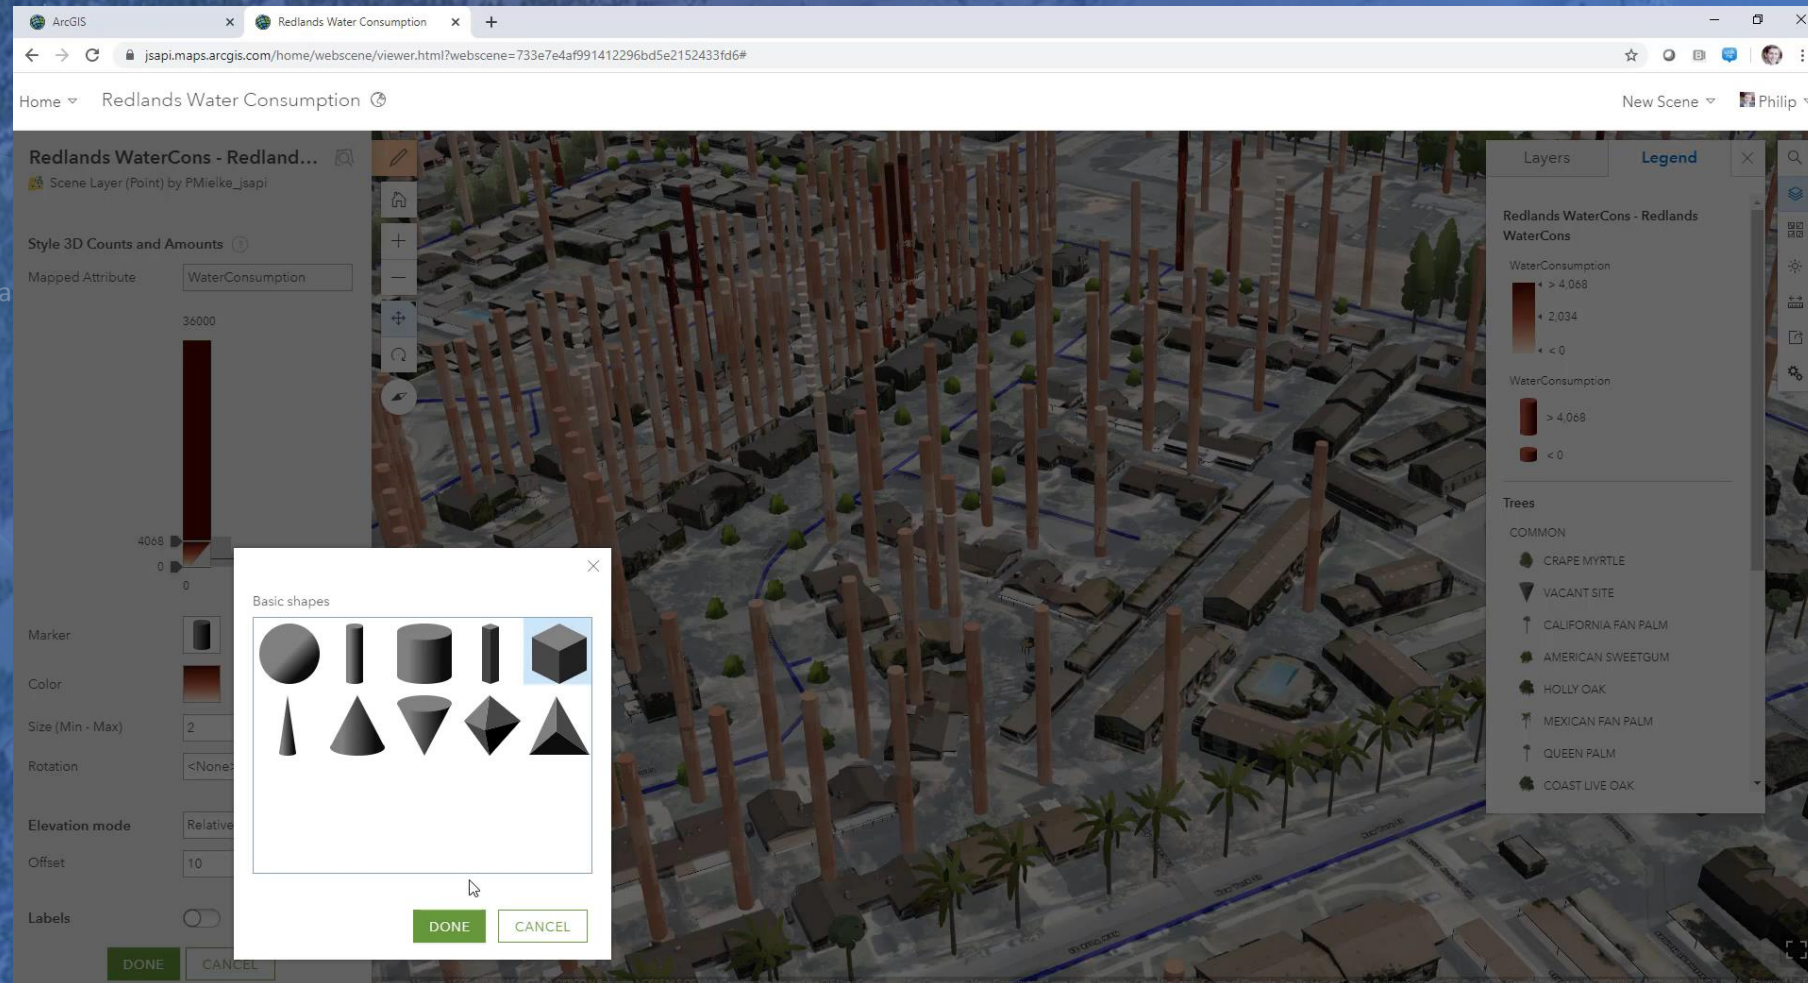 ArcGIS
Redlands Water Consumption
jsapi.maps.arcgis.com/home/webscene/viewer.html?webscene=733e7e4af991412296bd5e2152433fd6#
Home
Redlands Water Consumption
New Scene
Philip
Redlands WaterCons - Redland...
Scene Layer (Point) by PMielke_jsapi
Style 3D Counts and Amounts
Mapped Attribute
WaterConsumption
36000
4068
0
0
Marker
Color
Size (Min - Max)
2
Rotation
<None>
Elevation mode
Relative
Offset
10
Labels
DONE
CANCEL
Basic shapes
DONE
CANCEL
Layers
Legend
Redlands WaterCons - Redlands
WaterCons
WaterConsumption
> 4,068
2,034
< 0
WaterConsumption
> 4,068
< 0
Trees
COMMON
CRAPE MYRTLE
VACANT SITE
CALIFORNIA FAN PALM
AMERICAN SWEETGUM
HOLLY OAK
MEXICAN FAN PALM
QUEEN PALM
COAST LIVE OAK